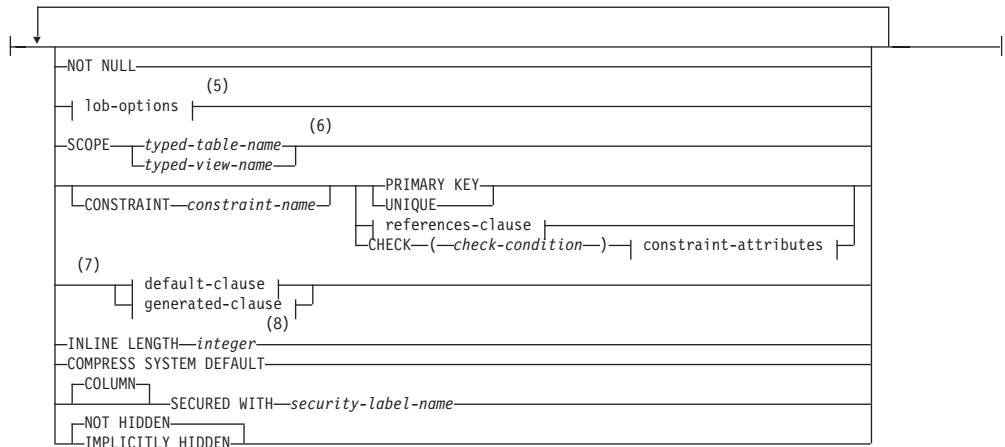 NOT NULL
(5)
lob-options
(6)
SCOPE typed-table-name
typed-view-name
PRIMARY KEY
CONSTRAINT constraint-name UNIQUE
references-clause
CHECK ( check-condition ) constraint-attributes
(7)
default-clause
generated-clause
(8)
INLINE LENGTH integer
COMPRESS SYSTEM DEFAULT
COLUMN
SECURED WITH security-label-name
NOT HIDDEN
IMPLICITLY HIDDEN